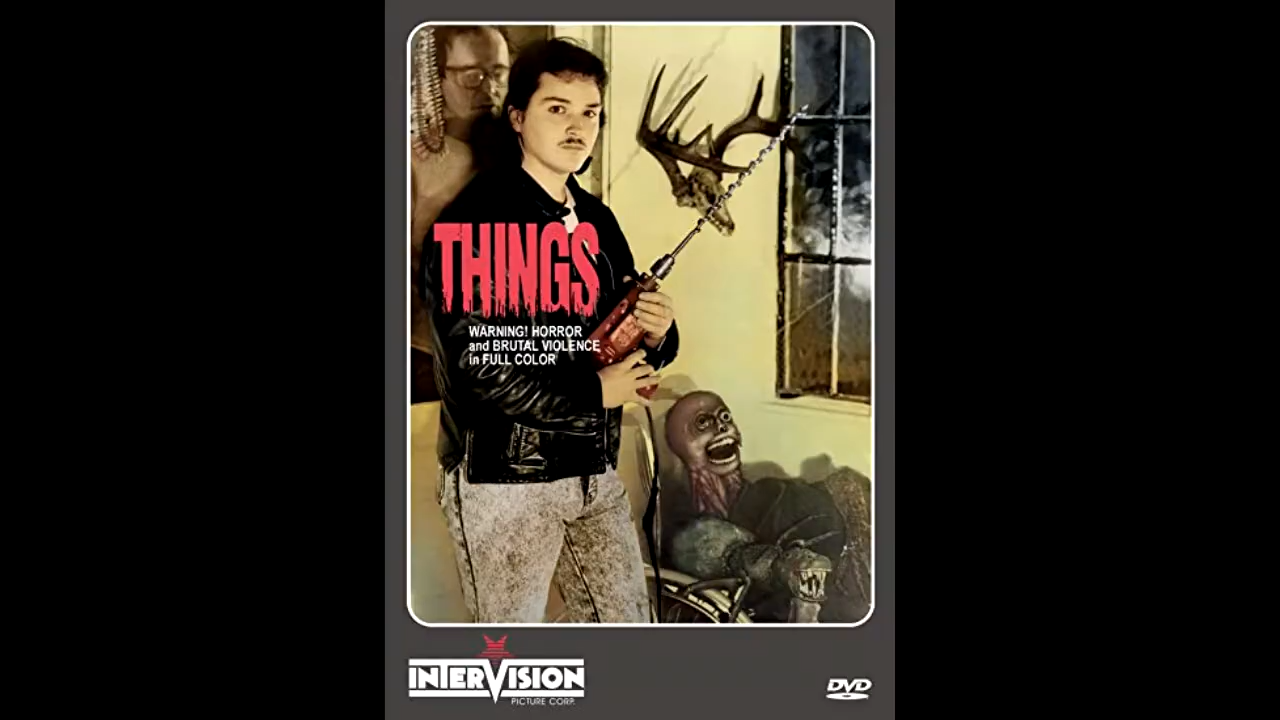 THINGS
WARNING! HORROR
and BRUTAL VIOLENCE
in FULL COLOR
INTERVISION
PICTURE CORP.
DVD